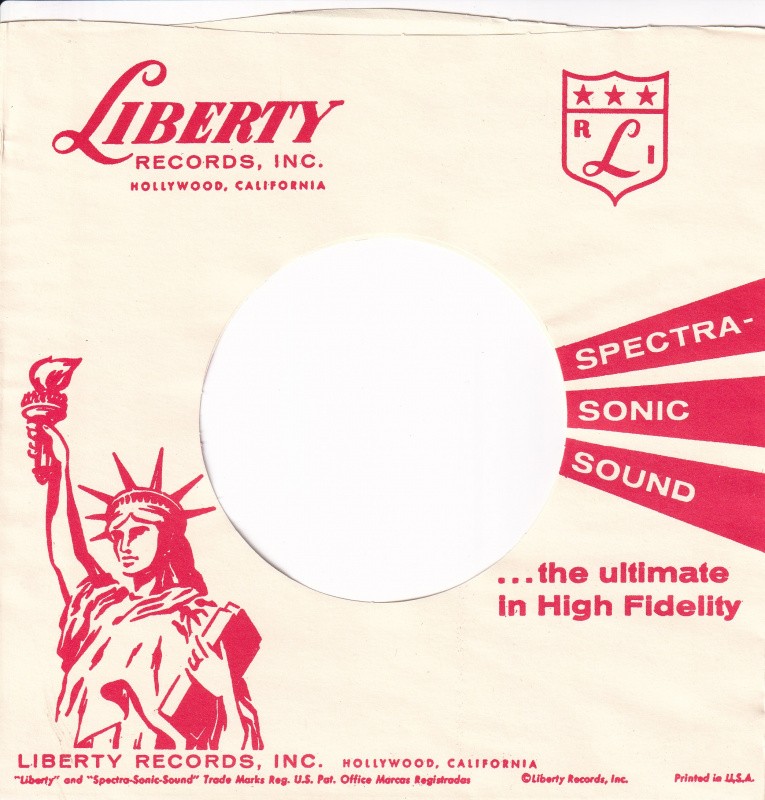 LIBERTY
RECORDS, INC.
HOLLYWOOD, CALIFORNIA
R L I
SPECTRA-
SONIC
SOUND
...the ultimate
in High Fidelity
LIBERTY RECORDS, INC. HOLLYWOOD, CALIFORNIA
"Liberty" and "Spectra-Sonic-Sound" Trade Marks Reg. U.S. Pat. Office Marcas Registradas ©Liberty Records, Inc. Printed in U.S.A.